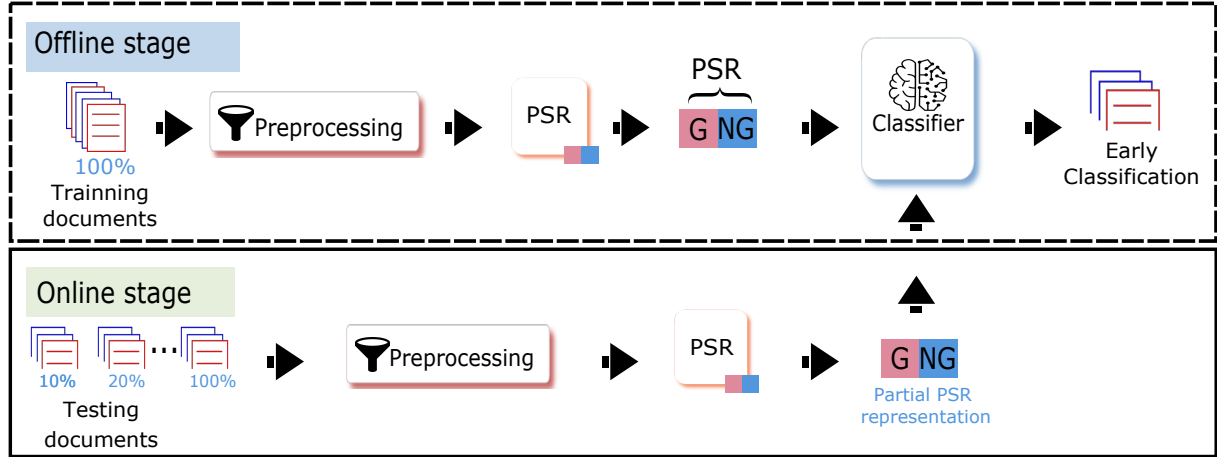 Offline stage
100%
Trainning
documents
Preprocessing
PSR
PSR
G NG
Classifier
Early
Classification
Online stage
10% 20% ... 100%
Testing
documents
Preprocessing
PSR
G NG
Partial PSR
representation